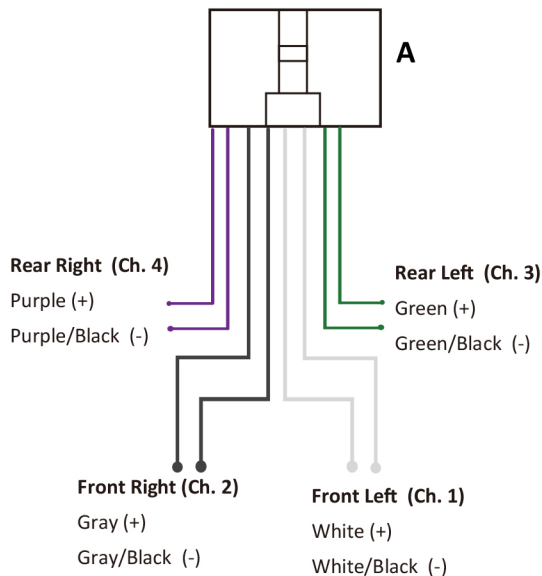 A
Rear Right (Ch. 4)
Purple (+)
Purple/Black (-)
Rear Left (Ch. 3)
Green (+)
Green/Black (-)
Front Right (Ch. 2)
Gray (+)
Gray/Black (-)
Front Left (Ch. 1)
White (+)
White/Black (-)